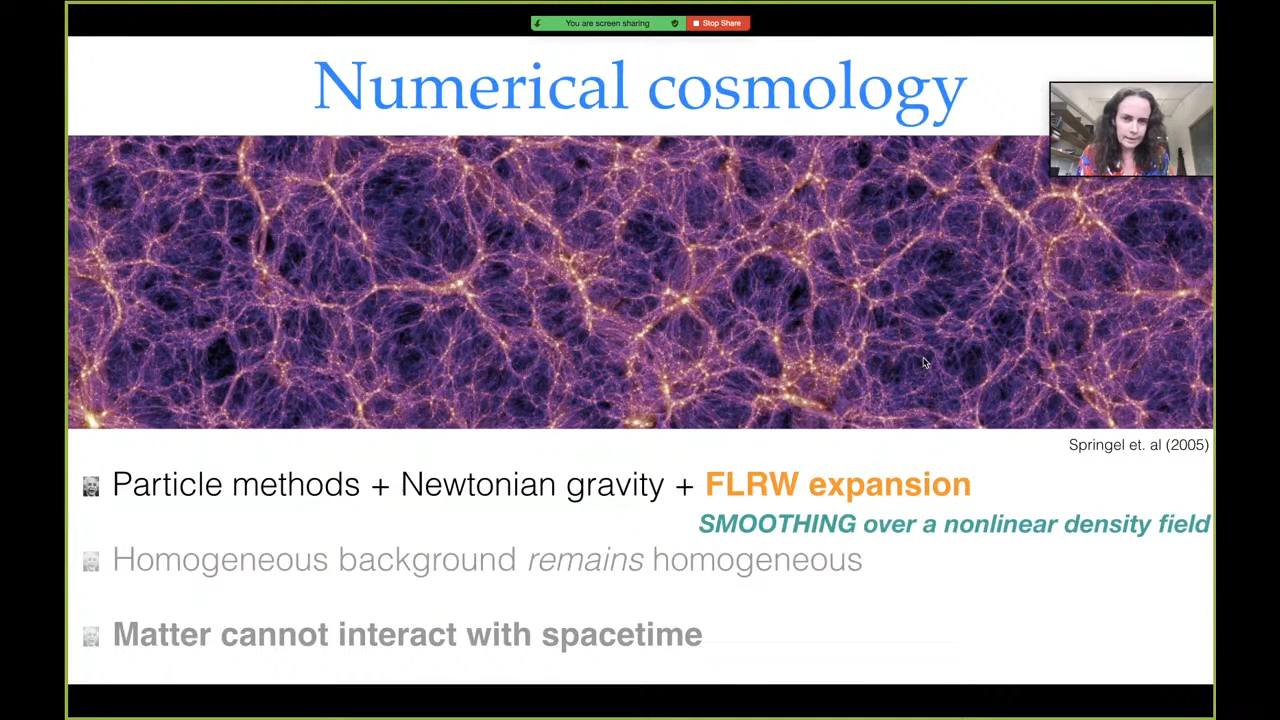 You are screen sharing
Stop Share
Numerical cosmology
Springel et. al (2005)
Particle methods + Newtonian gravity + FLRW expansion
SMOOTHING over a nonlinear density field
Homogeneous background remains homogeneous
Matter cannot interact with spacetime